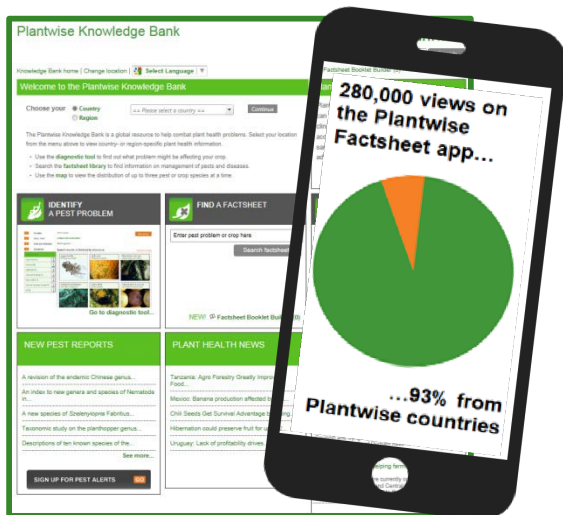 Plantwise Knowledge Bank
Knowledge Bank home | Change location | Select Language | ▼
Factsheet Booklet Builder
Welcome to the Plantwise Knowledge Bank
Choose your Country
Region
== Please select a country ==
Continue
The Plantwise Knowledge Bank is a global resource to help combat plant health problems. Select your location
from the menu above to view country- or region-specific plant health information.
- Use the diagnostic tool to find out what problem might be affecting your crop.
- Search the factsheet library to find information on management of pests and diseases.
- Use the map to view the distribution of up to three pest or crop species at a time.
IDENTIFY
A PEST PROBLEM
Go to diagnostic tool...
FIND A FACTSHEET
Enter pest problem or crop here
Search factsheet
NEW! Factsheet Booklet
NEW PEST REPORTS
A revision of the endemic Chinese genus...
An index to new genera and species of Nematode
in...
A new species of Szelenyiopria Fabritius...
Taxonomic study on the planthopper genus...
Descriptions of ten known species of the...
See more...
SIGN UP FOR PEST ALERTS GO
PLANT HEALTH NEWS
Tanzania: Agro Forestry Greatly
Food...
Mexico: Banana production affected
Chili Seeds Get Survival Advantage
Hibernation could preserve fruit for
Uruguay: Lack of profitability drives
280,000 views on
the Plantwise
Factsheet app...
...93% from
Plantwise countries